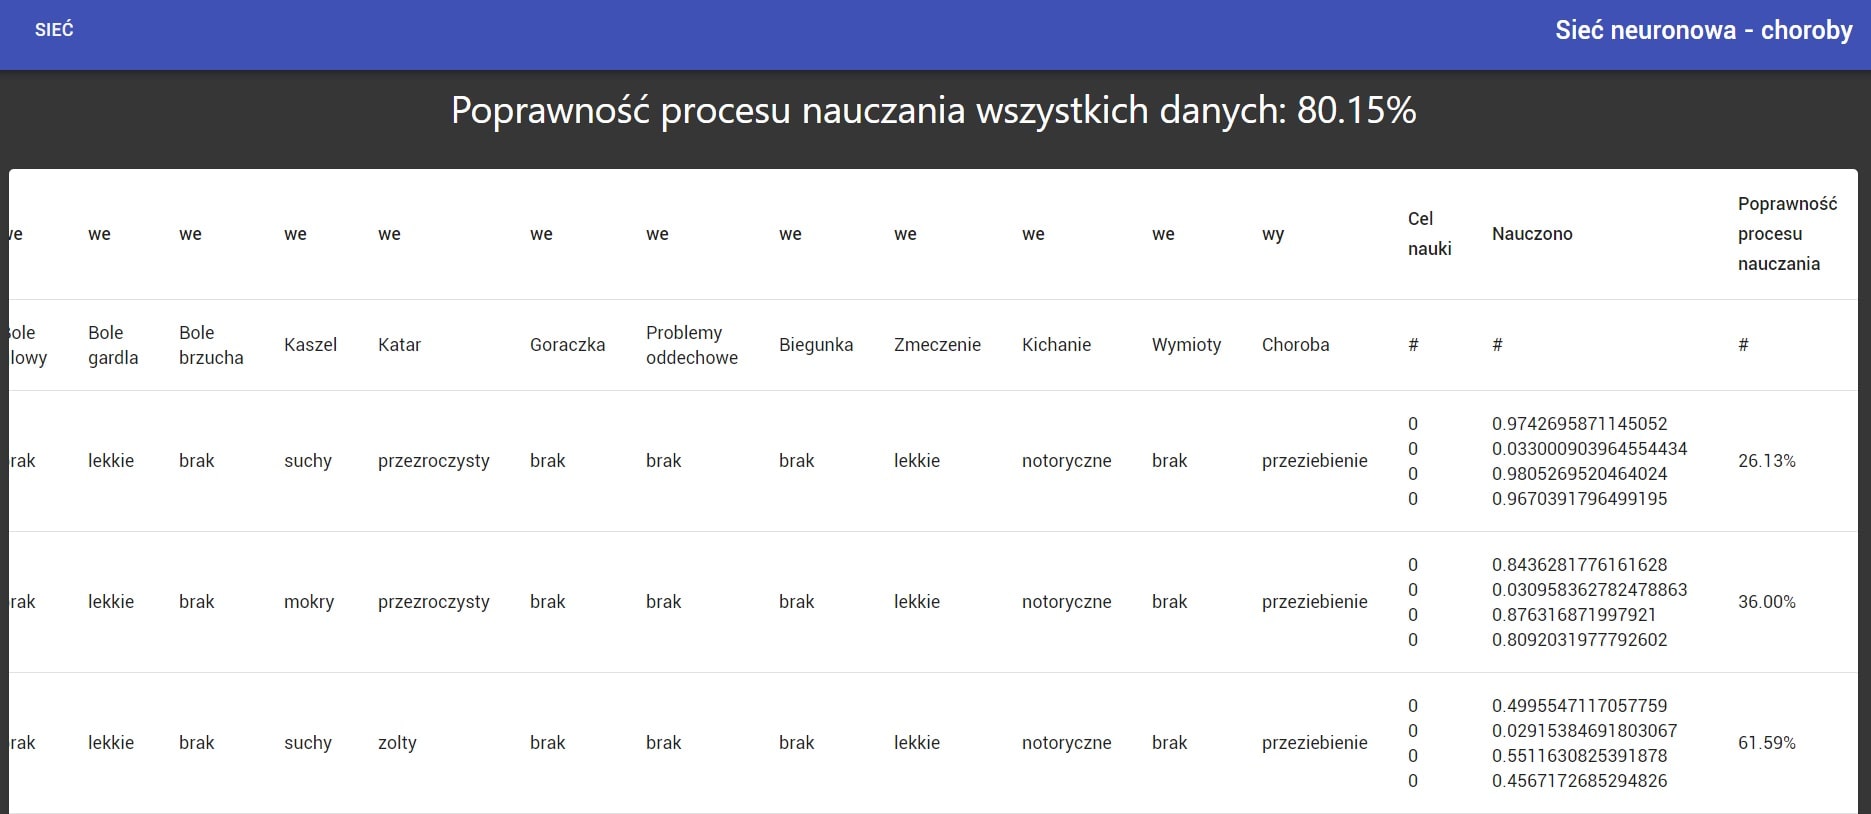 SIEĆ
Sieć neuronowa - choroby
Poprawność procesu nauczania wszystkich danych: 80.15%
we we we we we we we we we we wy Cel nauki Nauczono Poprawność procesu nauczania
Bole gardla Bole brzucha Kaszel Katar Goraczka Problemy oddechowe Biegunka Zmeczenie Kichanie Wymioty Choroba # # #
lekkie brak suchy przezroczysty brak brak brak lekkie notoryczne brak przeziebienie 26.13%
0 0.9742695871145052
0 0.033000903964554434
0 0.9805269520464024
0 0.9670391796499195
lekkie brak mokry przezroczysty brak brak brak lekkie notoryczne brak przeziebienie 36.00%
0 0.8436281776161628
0 0.030958362782478863
0 0.876316871997921
0 0.8092031977792602
lekkie brak suchy zolty brak brak brak lekkie notoryczne brak przeziebienie 61.59%
0 0.4995547117057759
0 0.02915384691803067
0 0.5511630825391878
0 0.4567172685294826